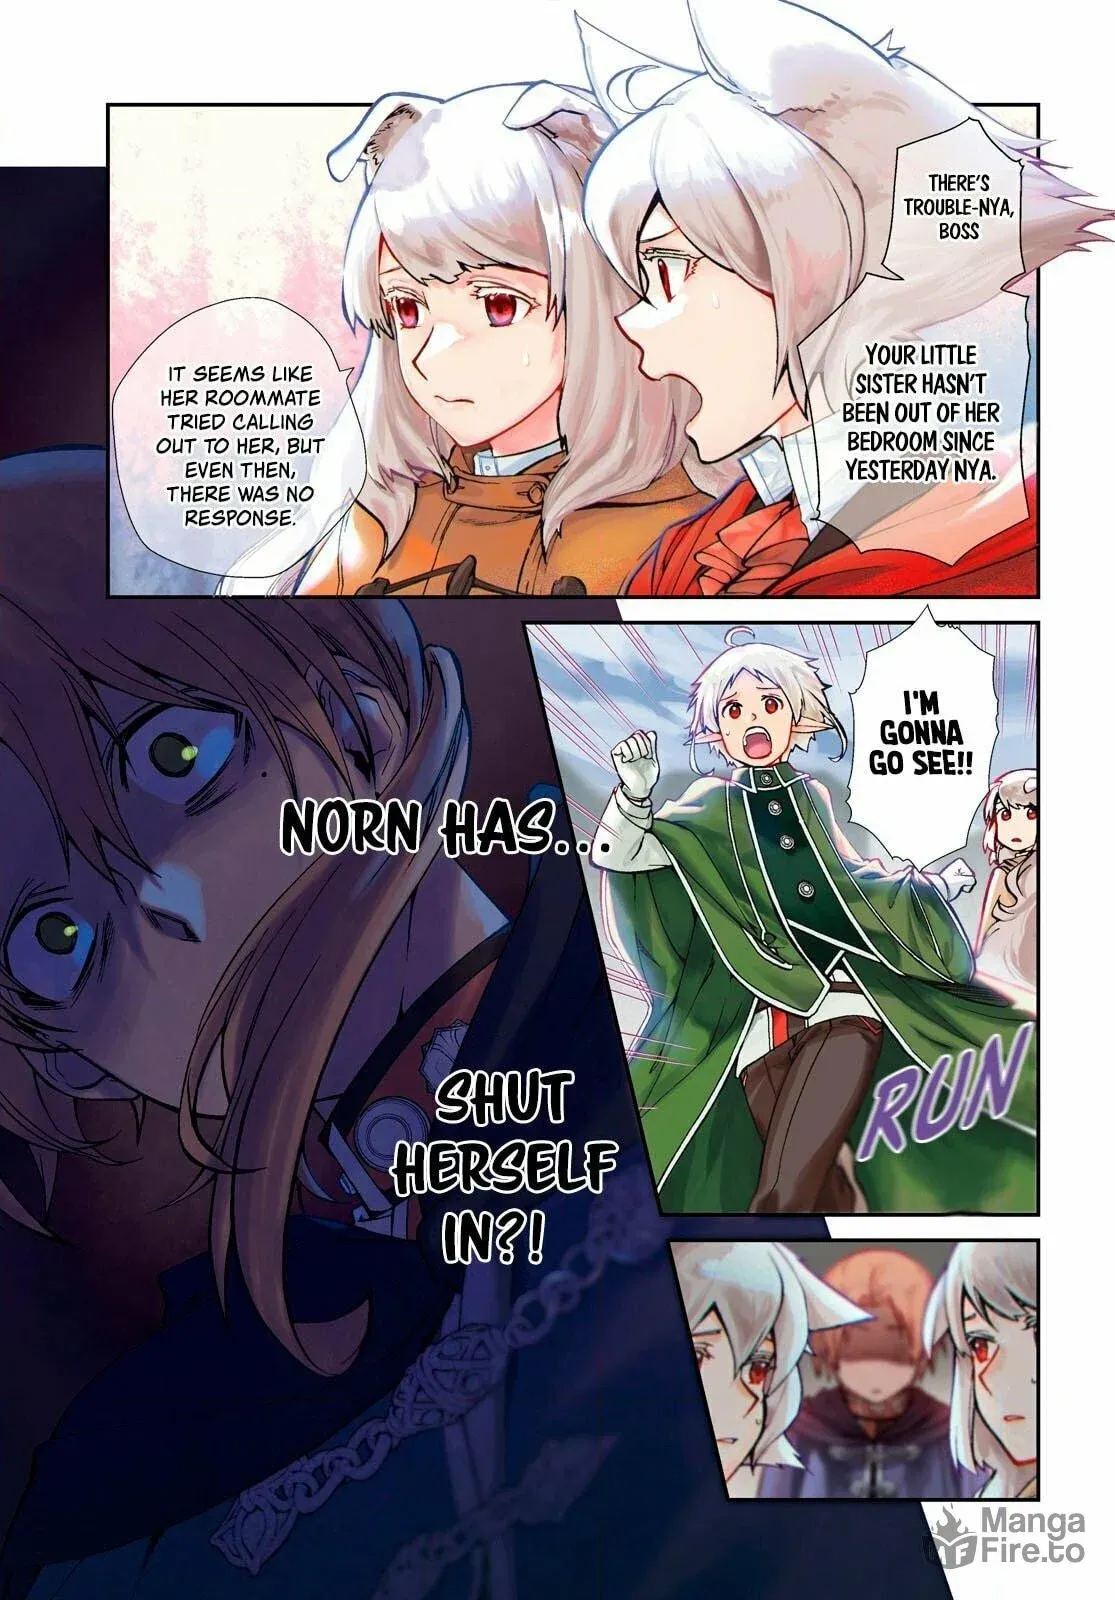 THERE'S
TROUBLE-NYA,
BOSS
YOUR LITTLE
SISTER HASN'T
BEEN OUT OF HER
BEDROOM SINCE
YESTERDAY NYA.
IT SEEMS LIKE
HER ROOMMATE
TRIED CALLING
OUT TO HER, BUT
EVEN THEN,
THERE WAS NO
RESPONSE.
NORN HAS...
SHUT
HERSELF
IN?!
I'M
GONNA
GO SEE!!
RUN
Manga
Fire.to